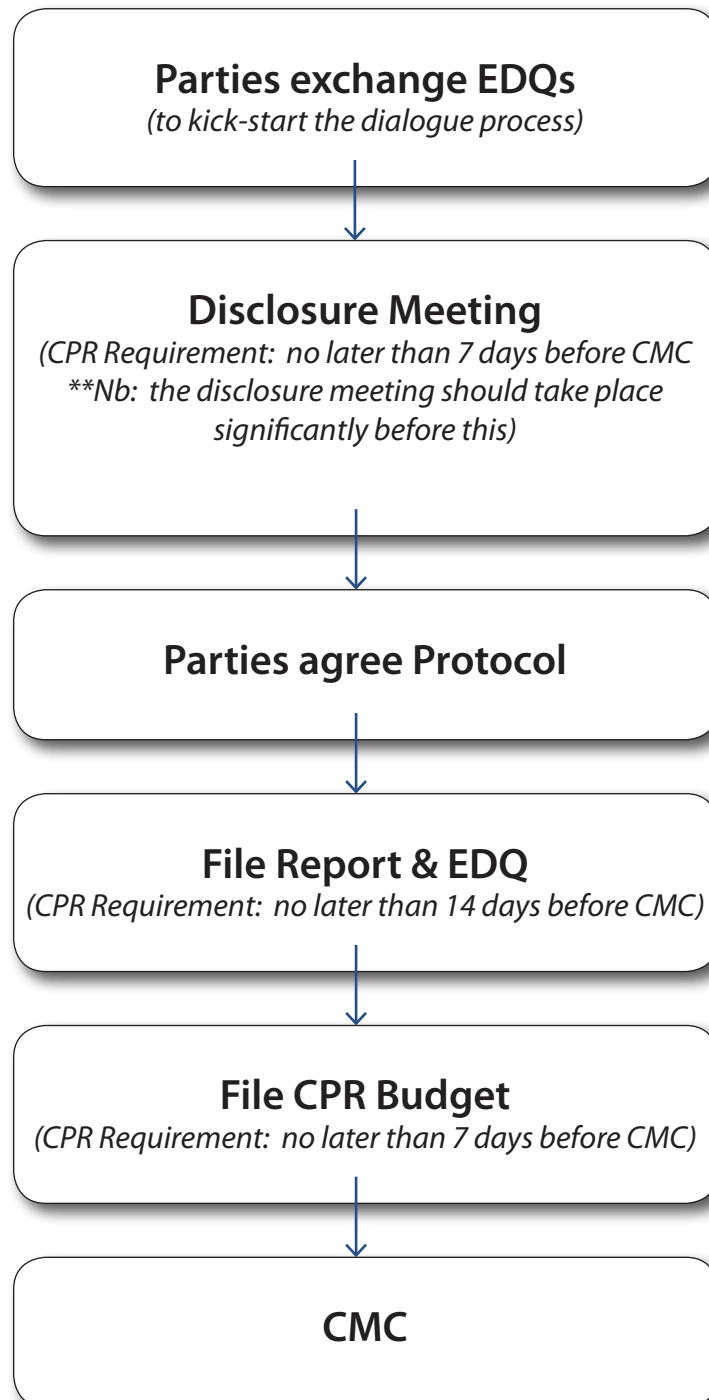 Parties exchange EDQs
(to kick-start the dialogue process)
Disclosure Meeting
(CPR Requirement: no later than 7 days before CMC
**Nb: the disclosure meeting should take place
significantly before this)
Parties agree Protocol
File Report & EDQ
(CPR Requirement: no later than 14 days before CMC)
File CPR Budget
(CPR Requirement: no later than 7 days before CMC)
CMC